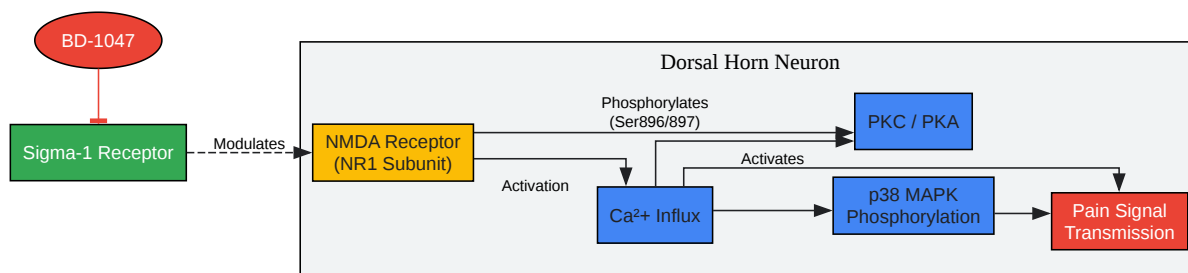 BD-1047
Dorsal Horn Neuron
Phosphorylates
(Ser896/897)
PKC / PKA
Sigma-1 Receptor
Modulates
NMDA Receptor
(NR1 Subunit)
Activation
Activates
Ca²+ Influx
p38 MAPK
Phosphorylation
Pain Signal
Transmission